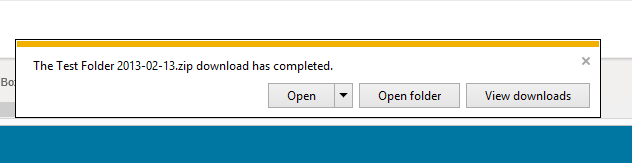 The Test Folder 2013-02-13.zip download has completed.
Open
Open folder
View downloads